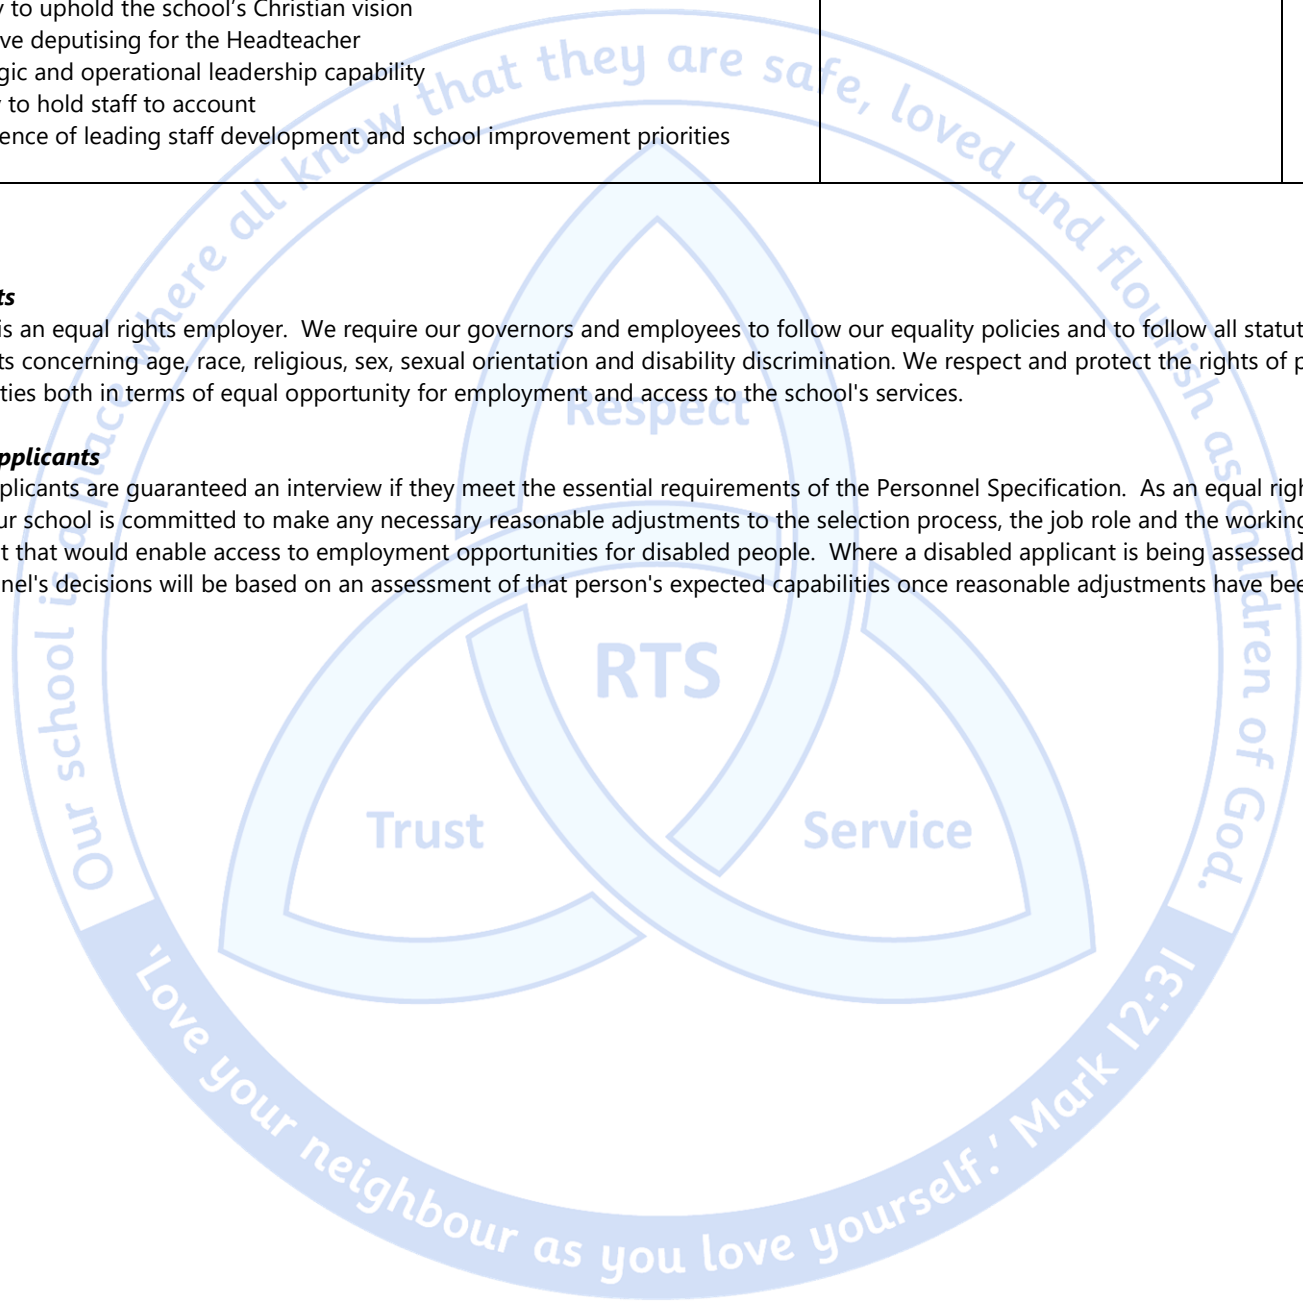 y to uphold the school’s Christian vision
ve deputising for the Headteacher
gic and operational leadership capability
y to hold staff to account
ence of leading staff development and school improvement priorities
ts
is an equal rights employer.  We require our governors and employees to follow our equality policies and to follow all statut
ts concerning age, race, religious, sex, sexual orientation and disability discrimination. We respect and protect the rights of p
ties both in terms of equal opportunity for employment and access to the school's services.
pplicants
plicants are guaranteed an interview if they meet the essential requirements of the Personnel Specification.  As an equal righ
ur school is committed to make any necessary reasonable adjustments to the selection process, the job role and the working
t that would enable access to employment opportunities for disabled people.  Where a disabled applicant is being assessed
nel's decisions will be based on an assessment of that person's expected capabilities once reasonable adjustments have bee
Our school is a place where all know that they are safe, loved and flourish as children of God.
Respect
RTS
Trust
Service
'Love your neighbour as you love yourself.' Mark 12:31